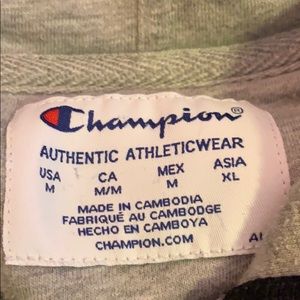 Champion®
AUTHENTIC ATHLETICWEAR
USA CA MEX ASIA
M M/M M XL
MADE IN CAMBODIA
FABRIQUÉ AU CAMBODGE
HECHO EN CAMBOYA
CHAMPION.COM